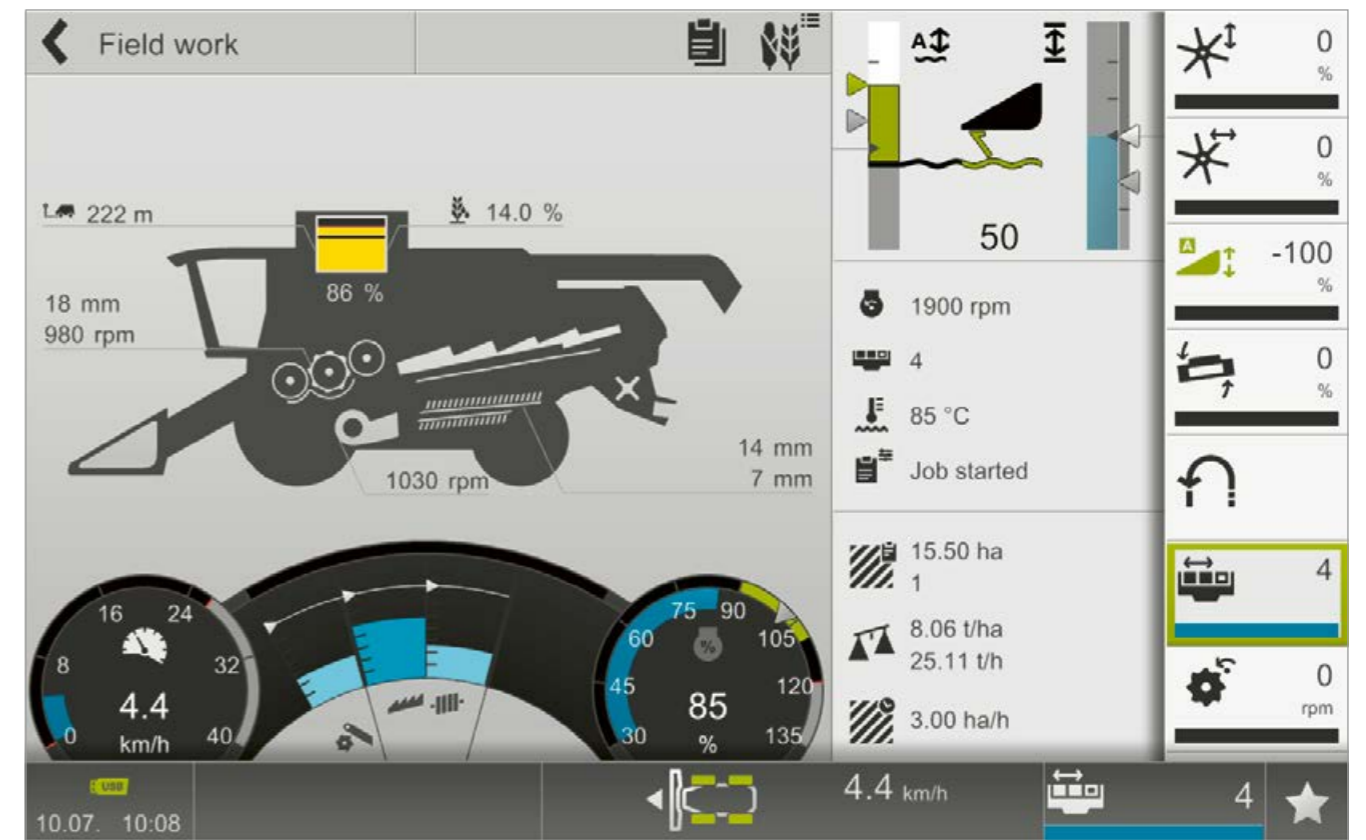 Field work
222 m
14.0 %
86 %
18 mm
980 rpm
1030 rpm
14 mm
7 mm
0
8
16
24
32
40
4.4
km/h
30
45
60
75
90
105
120
135
%
85
%
A
50
1900 rpm
4
85 °C
Job started
15.50 ha
1
8.06 t/ha
25.11 t/h
3.00 ha/h
0
%
0
%
A
-100
%
0
%
4
0
rpm
USB
10.07. 10:08
4.4 km/h
4